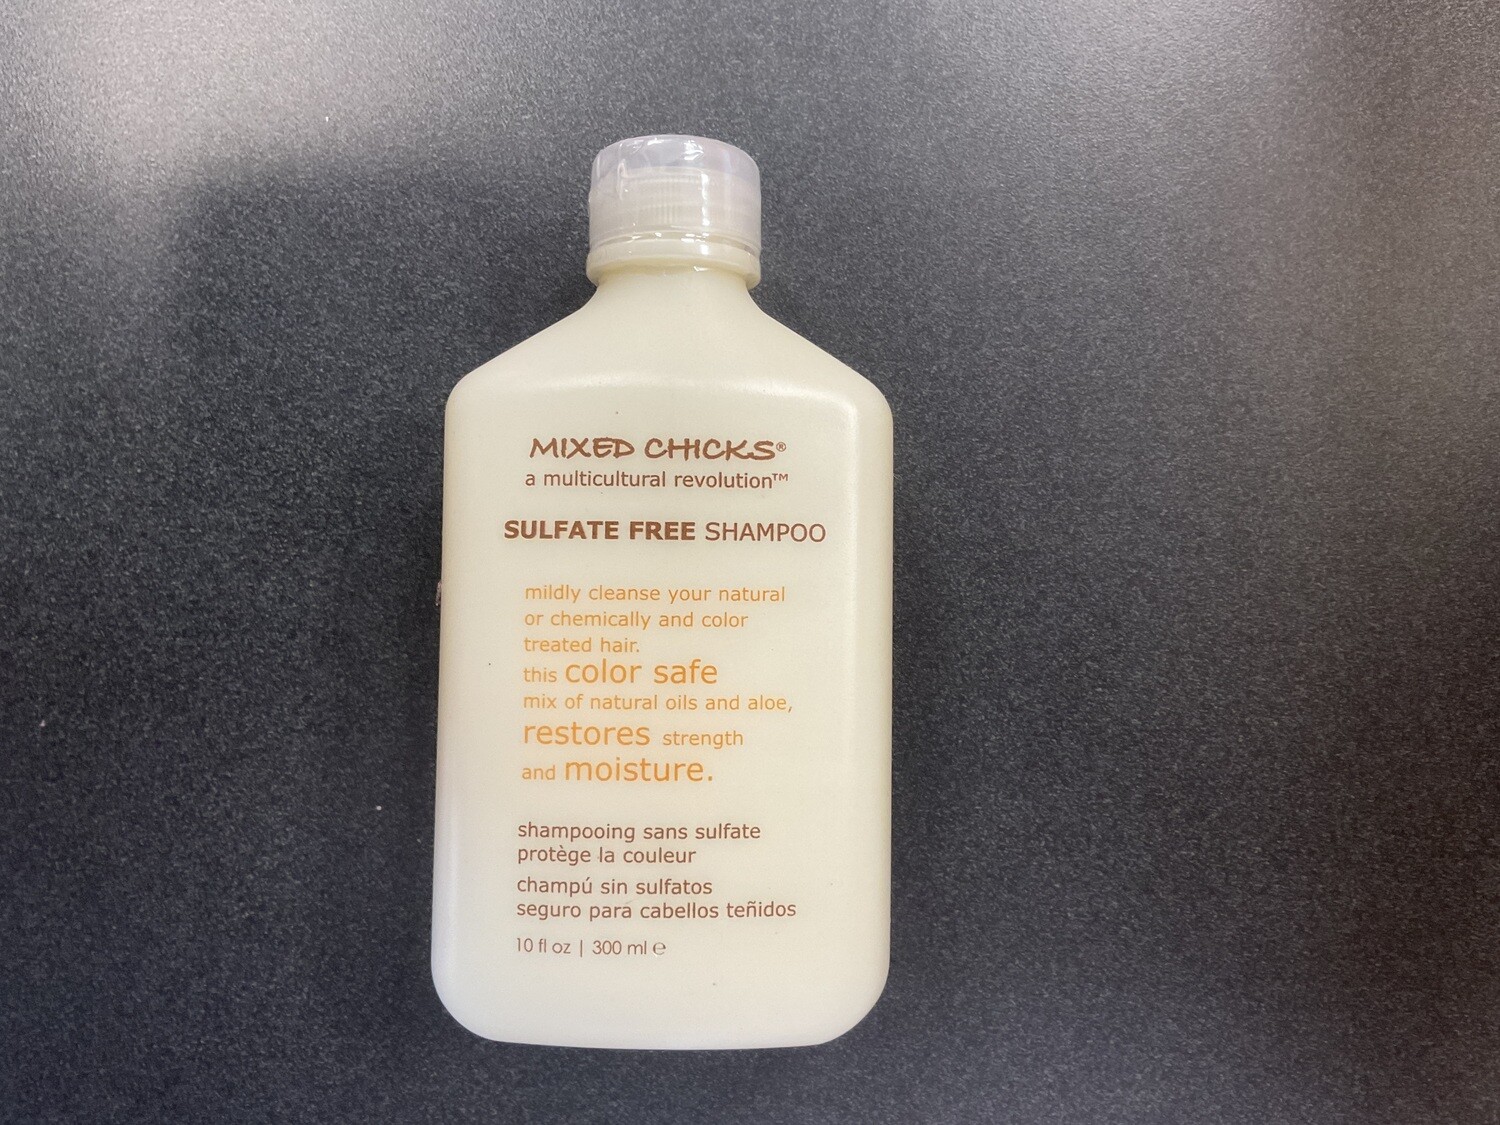 MIXED CHICKS®
a multicultural revolution™
SULFATE FREE SHAMPOO
mildly cleanse your natural
or chemically and color
treated hair.
this color safe
mix of natural oils and aloe,
restores strength
and moisture.
shampooing sans sulfate
protège la couleur
champú sin sulfatos
seguro para cabellos teñidos
10 fl oz | 300 ml ℮